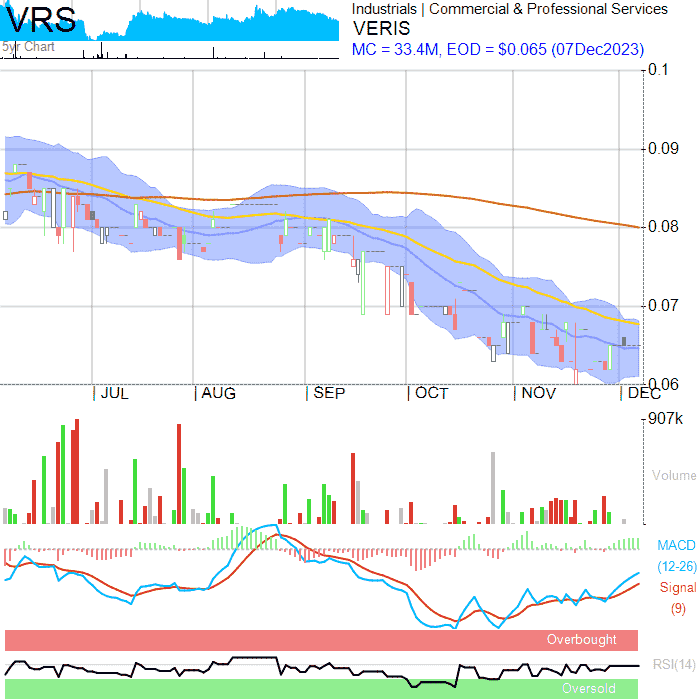 VRS
5yr Chart
Industrials | Commercial & Professional Services
VERIS
MC = 33.4M, EOD = $0.065 (07Dec2023)
0.1
0.09
0.08
0.07
0.06
JUL AUG SEP OCT NOV DEC
907k
Volume
MACD
(12-26)
Signal
(9)
Overbought
RSI(14)
Oversold